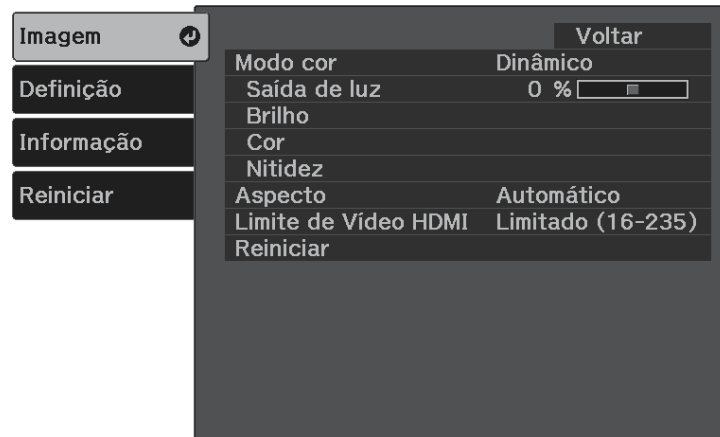 Imagem
Definição
Informação
Reiniciar
Voltar
Modo cor Dinâmico
Saída de luz 0 %
Brilho
Cor
Nitidez
Aspecto Automático
Limite de Vídeo HDMI Limitado (16-235)
Reiniciar